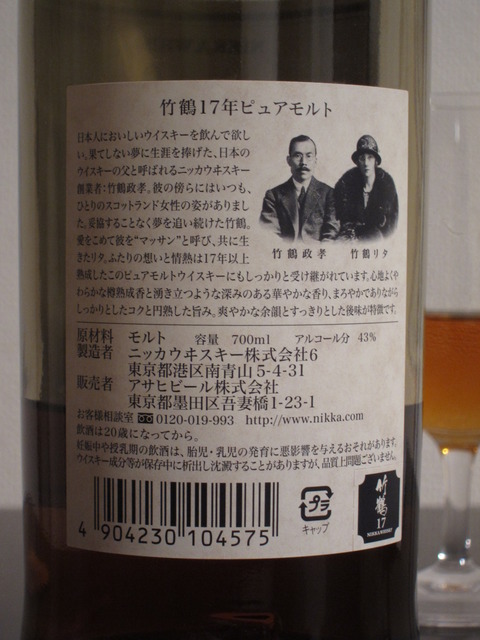 竹鶴17年ピュアモルト
日本人においしいウイスキーを飲んで欲し
い。果てしない夢に生涯を捧げた、日本の
ウイスキーの父と呼ばれるニッカウヰスキー
創業者：竹鶴政孝。彼の傍らにはいつも、
ひとりのスコットランド女性の姿がありまし
た。妥協することなく夢を追い続けた竹鶴。
愛をこめて彼を“マッサン”と呼び、共に生
きたリタ。ふたりの想いと情熱は17年以上
熟成したこのピュアモルトウイスキーにもしっかりと受け継がれています。心地よくや
わらかな樽熟成香と湧き立つような深みのある華やかな香り、まろやかでありながら
しっかりとしたコクと円熟した旨み。爽やかな余韻とすっきりとした後味が特徴です。
竹鶴政孝 竹鶴リタ
原材料 モルト 容量 700ml アルコール分 43%
製造者 ニッカウヰスキー株式会社6
東京都港区南青山5-4-31
販売者 アサヒビール株式会社
東京都墨田区吾妻橋1-23-1
お客様相談室 0120-019-993 http://www.nikka.com
飲酒は20歳になってから。
妊娠中や授乳期の飲酒は、胎児・乳児の発育に悪影響を与えるおそれがあります。
ウイスキー成分等が保存中に析出し沈澱することがありますが、品質上問題ございません。
4 904230 104575
プラ
キャップ
竹鶴
17
NIKKA WHISKY